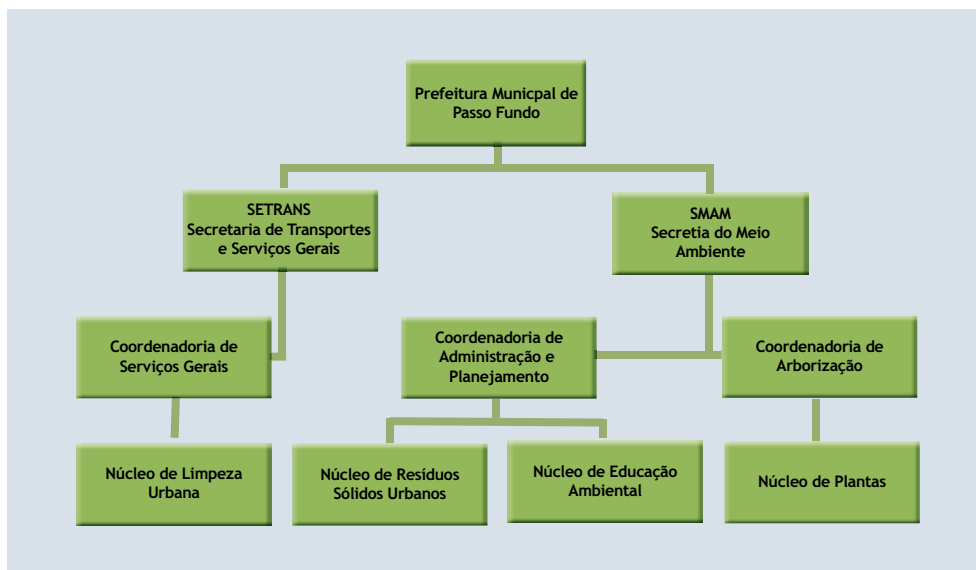 Prefeitura Municpal de
Passo Fundo
SETRANS
Secretaria de Transportes
e Serviços Gerais
SMAM
Secretia do Meio
Ambiente
Coordenadoria de
Serviços Gerais
Coordenadoria de
Administração e
Planejamento
Coordenadoria de
Arborização
Núcleo de Limpeza
Urbana
Núcleo de Resíduos
Sólidos Urbanos
Núcleo de Educação
Ambiental
Núcleo de Plantas